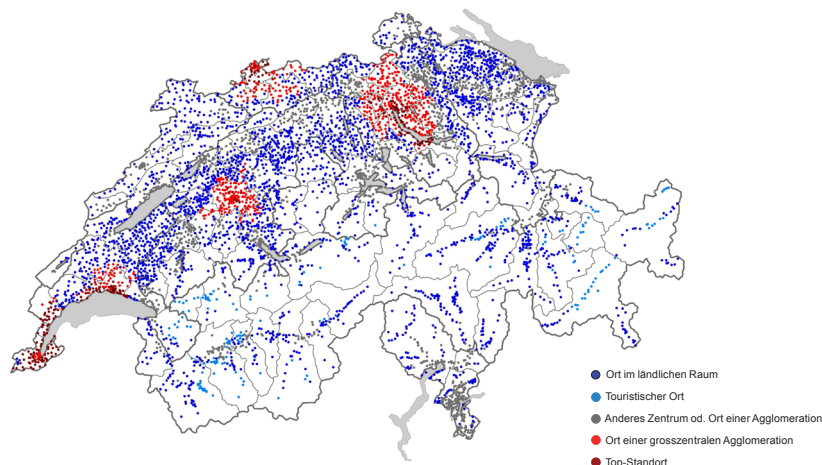 Ort im ländlichen Raum
Touristischer Ort
Anderes Zentrum od. Ort einer Agglomeration
Ort einer grosszentralen Agglomeration
Top-Standort